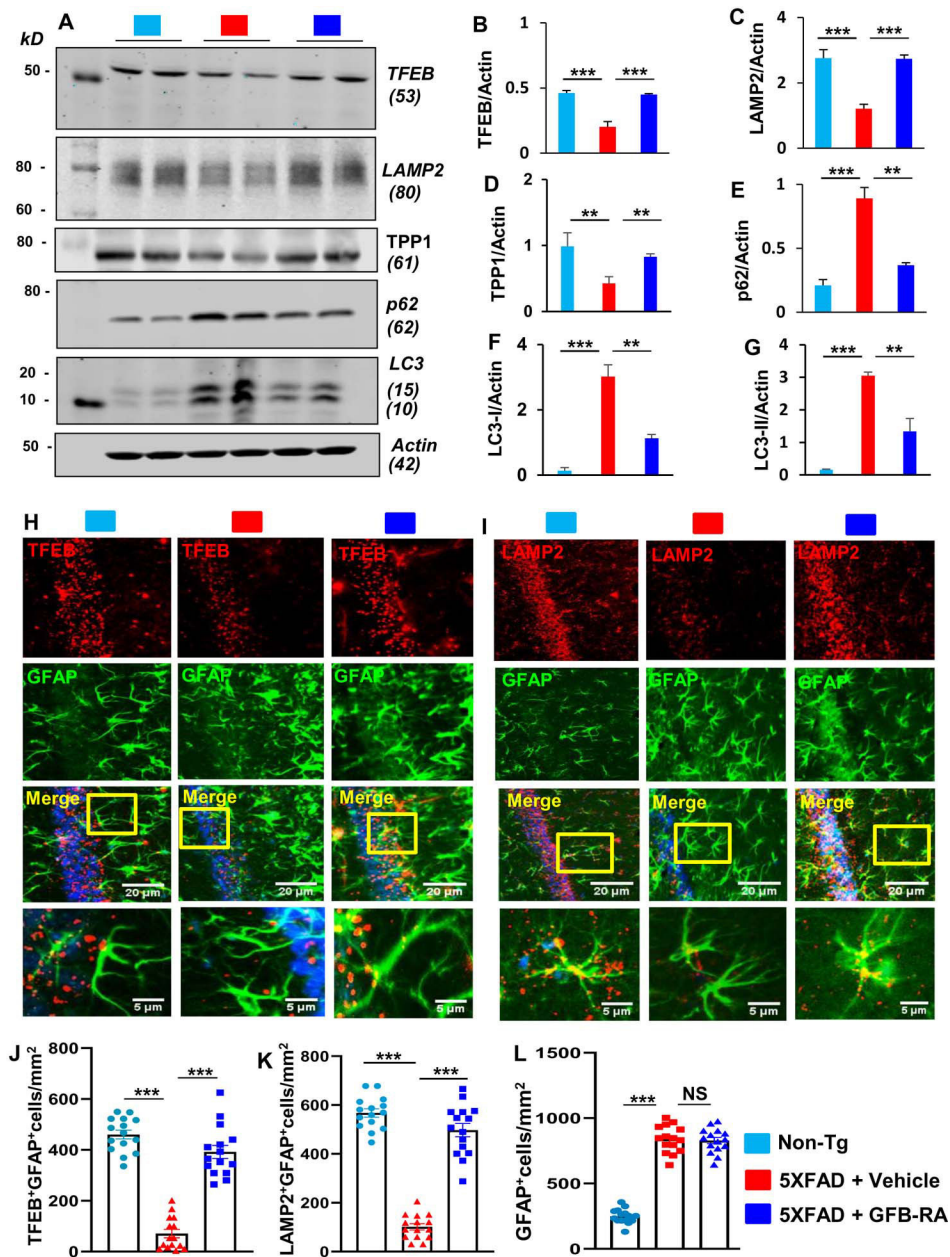 A
kD
50 -
TFEB
(53)
80 -
60 -
LAMP2
(80)
80 -
TPP1
(61)
80 -
p62
(62)
20 -
10 -
LC3
(15)
(10)
50 -
Actin
(42)
B
TFEB/Actin
1
0.5
0
*** ***
C
LAMP2/Actin
4
2
0
*** ***
D
TPP1/Actin
2
1
0
** **
E
p62/Actin
1
0.5
0
*** **
F
LC3-I/Actin
4
2
0
*** **
G
LC3-II/Actin
4
3
2
1
0
*** **
H
TFEB TFEB TFEB
GFAP GFAP GFAP
Merge Merge Merge
20 µm 20 µm 20 µm
5 µm 5 µm 5 µm
I
LAMP2 LAMP2 LAMP2
GFAP GFAP GFAP
Merge Merge Merge
20 µm 20 µm 20 µm
5 µm 5 µm 5 µm
J
TFEB⁺GFAP⁺cells/mm²
800
600
400
200
0
*** ***
K
LAMP2⁺GFAP⁺cells/mm²
800
600
400
200
0
*** ***
L
GFAP⁺cells/mm²
1500
1000
500
0
*** NS
Non-Tg
5XFAD + Vehicle
5XFAD + GFB-RA